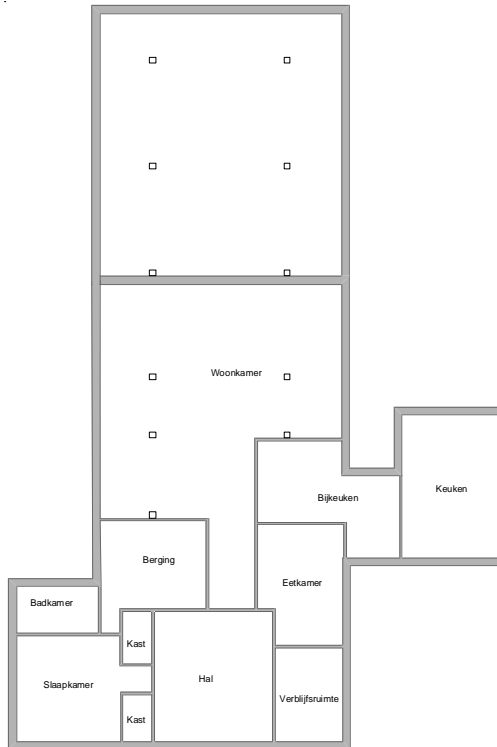 Woonkamer
Keuken
Bijkeuken
Berging
Eetkamer
Badkamer
Kast
Slaapkamer
Hal
Verblijfsruimte
Kast